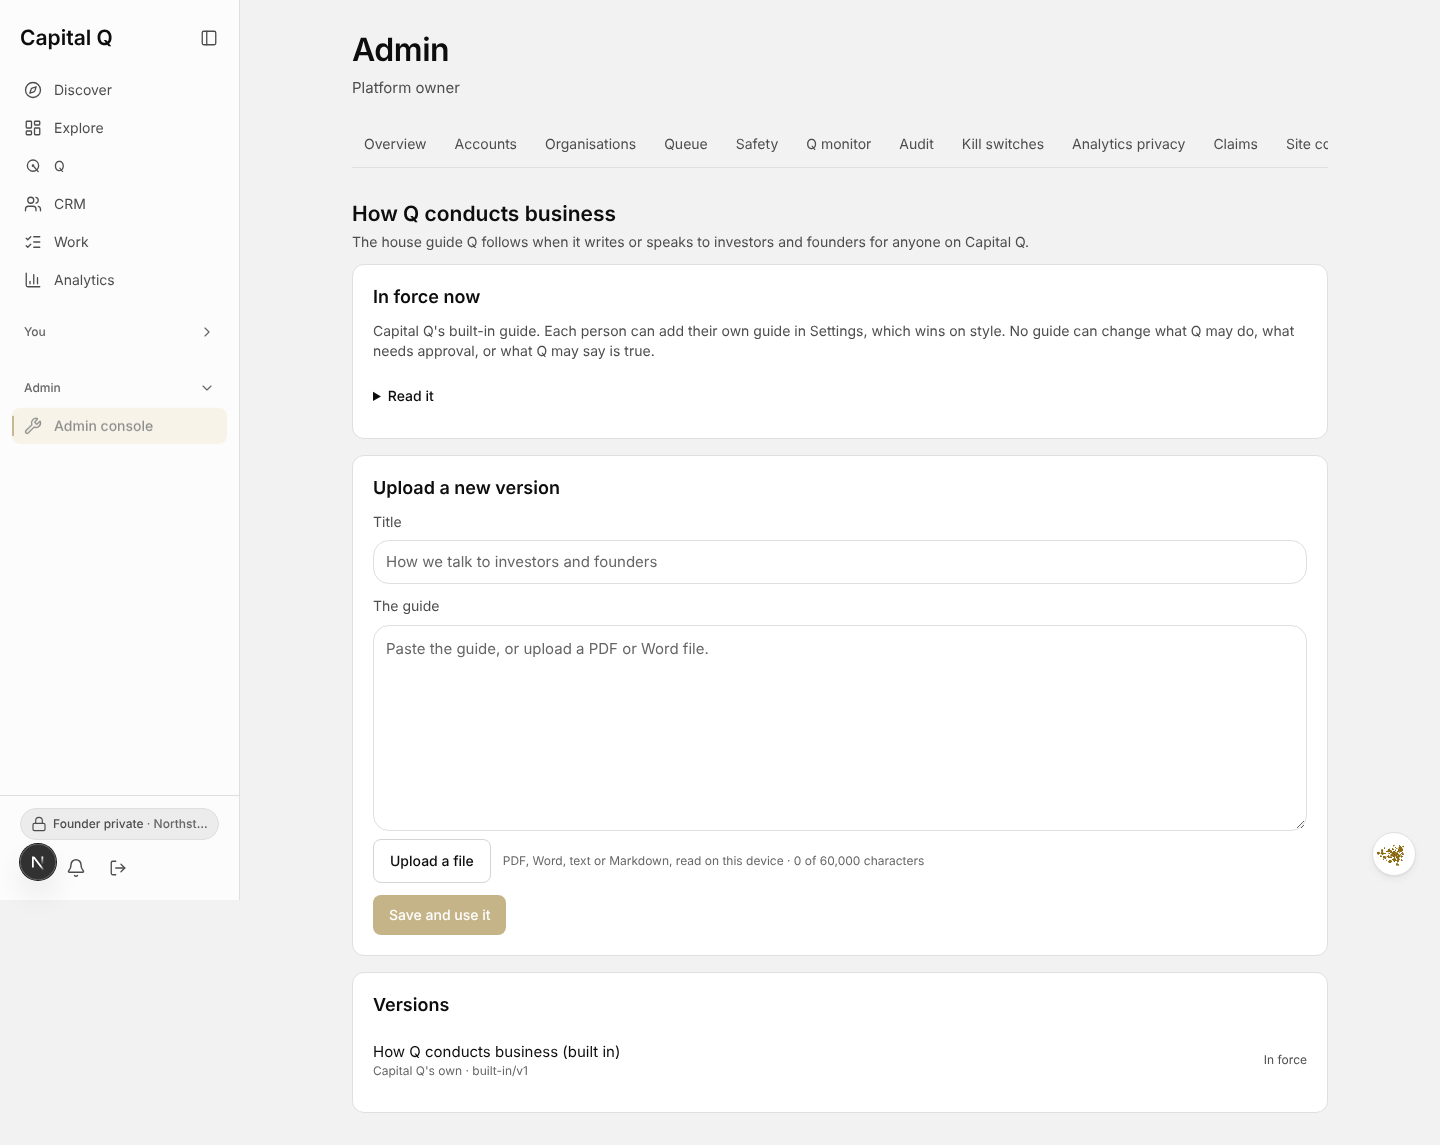 Capital Q
Discover
Explore
Q
CRM
Work
Analytics
You
Admin
Admin console
Founder private · Northst...
N
Admin
Platform owner
Overview Accounts Organisations Queue Safety Q monitor Audit Kill switches Analytics privacy Claims Site co
How Q conducts business
The house guide Q follows when it writes or speaks to investors and founders for anyone on Capital Q.
In force now
Capital Q's built-in guide. Each person can add their own guide in Settings, which wins on style. No guide can change what Q may do, what
needs approval, or what Q may say is true.
Read it
Upload a new version
Title
How we talk to investors and founders
The guide
Paste the guide, or upload a PDF or Word file.
Upload a file PDF, Word, text or Markdown, read on this device · 0 of 60,000 characters
Save and use it
Versions
How Q conducts business (built in)
Capital Q's own · built-in/v1
In force